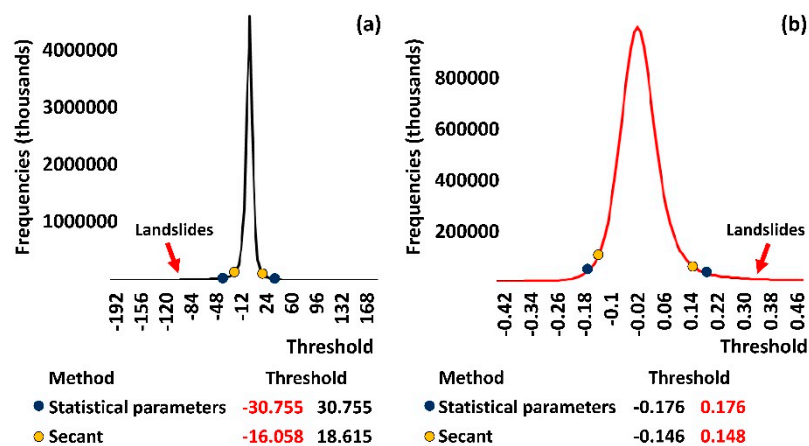 (a)
Frequencies (thousands)
4000000
3000000
2000000
1000000
Landslides
-192 -156 -120 -84 -48 -12 24 60 96 132 168
Threshold
Method Threshold
Statistical parameters -30.755 30.755
Secant -16.058 18.615
(b)
Frequencies (thousands)
800000
600000
400000
200000
Landslides
-0.42 -0.34 -0.26 -0.18 -0.1 -0.02 0.06 0.14 0.22 0.30 0.38 0.46
Threshold
Method Threshold
Statistical parameters -0.176 0.176
Secant -0.146 0.148